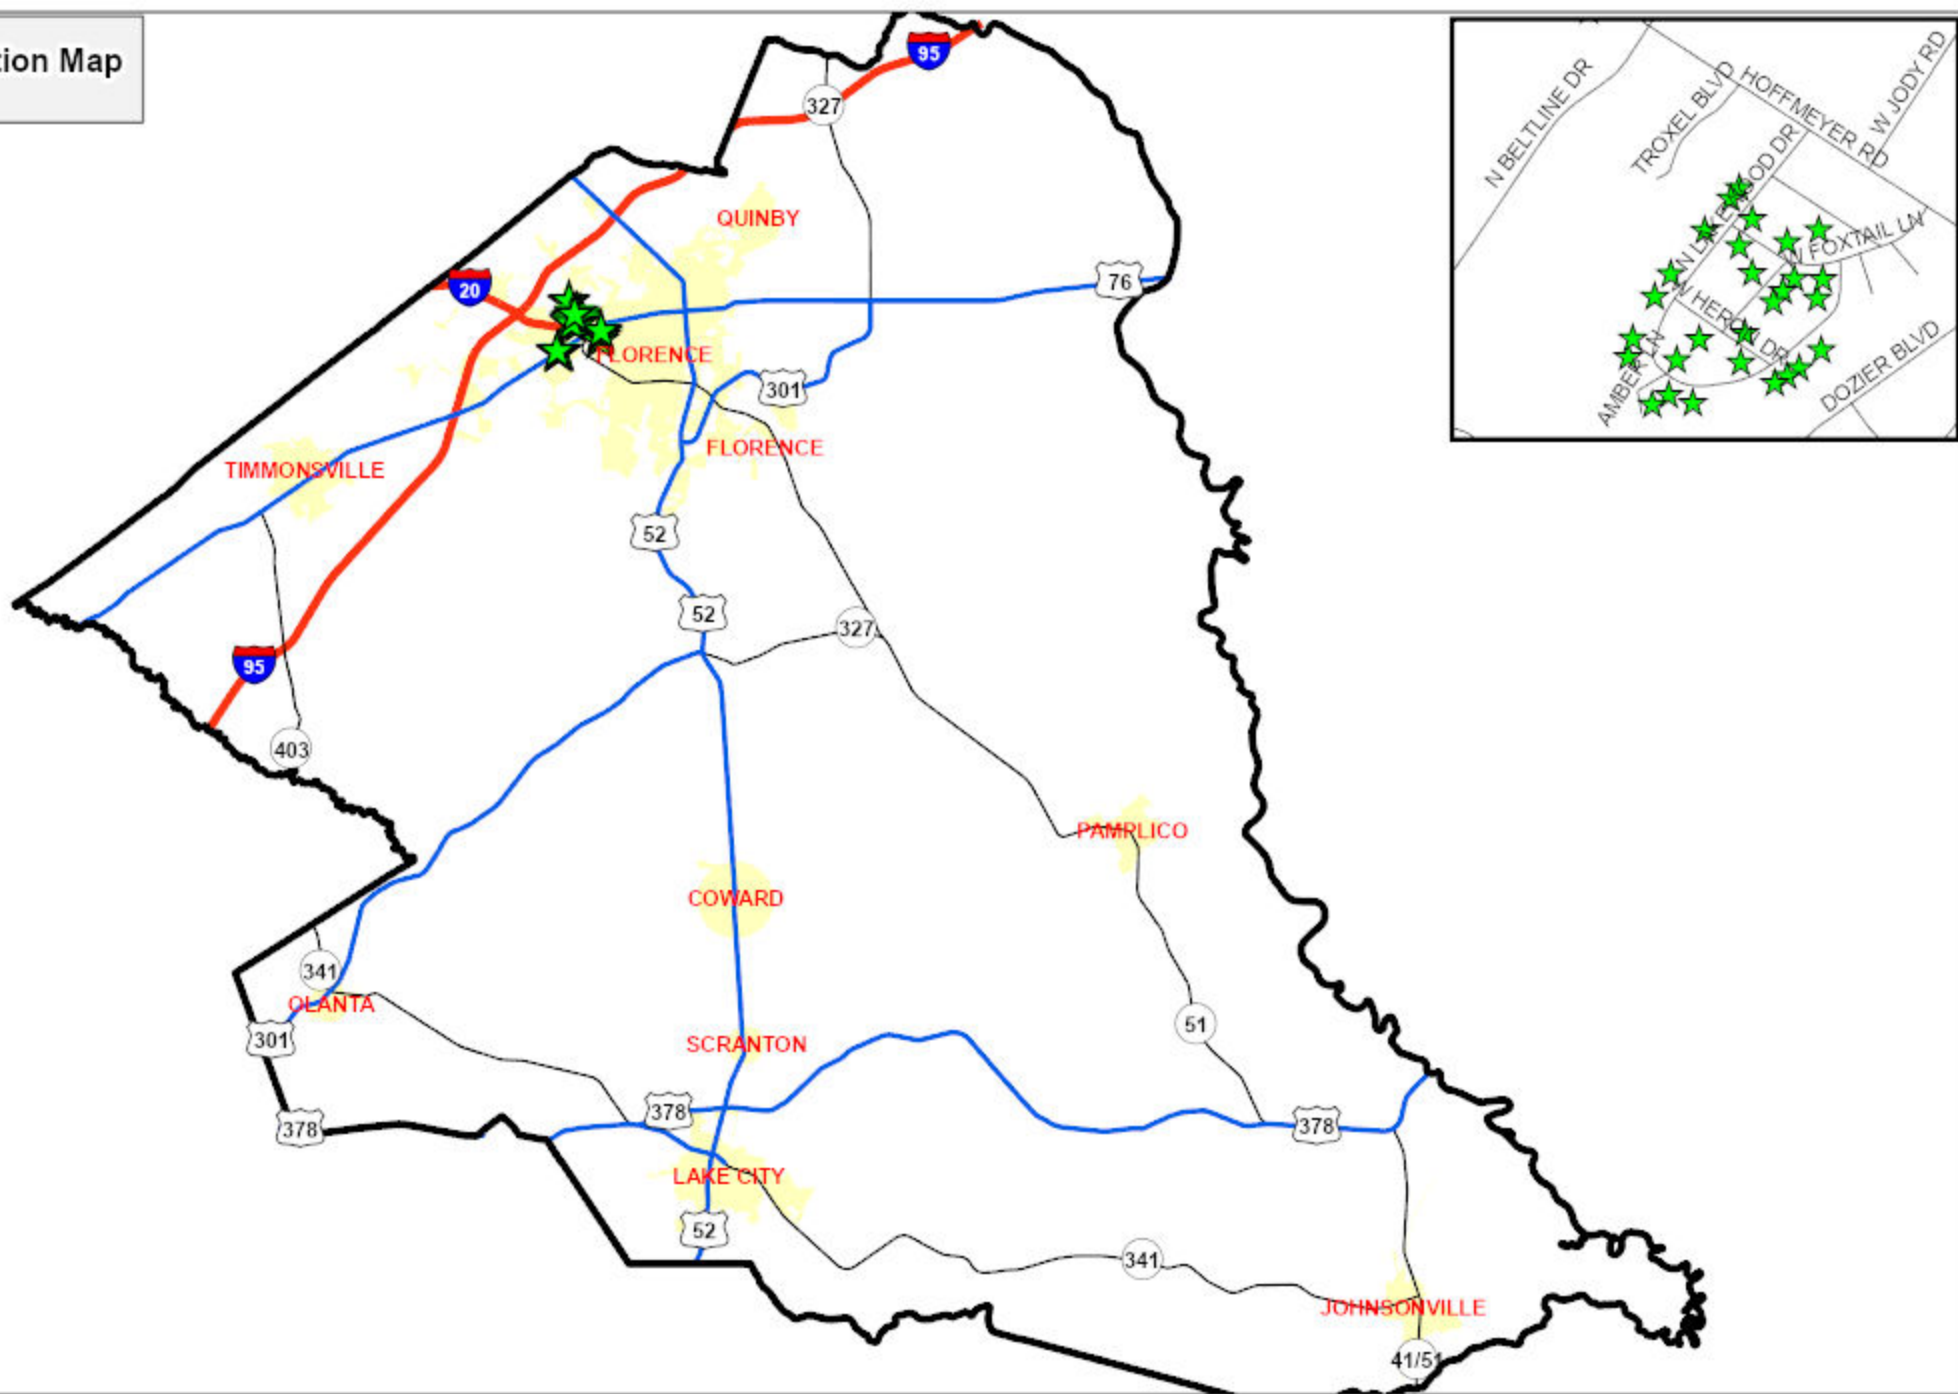 tion Map
95
327
QUINBY
20
76
FLORENCE
301
FLORENCE
TIMMONSVILLE
52
52
327
95
403
PAMPLICO
COWARD
341
OLANTA
51
301
SCRANTON
378
378
378
LAKE CITY
52
341
JOHNSONVILLE
41/51
N BELTLINE DR
TROXEL BLVD
HOFFMEYER RD
W JODY RD
N LAKEWOOD DR
W FOXTAIL LN
W HERON DR
AMBER LN
DOZIER BLVD